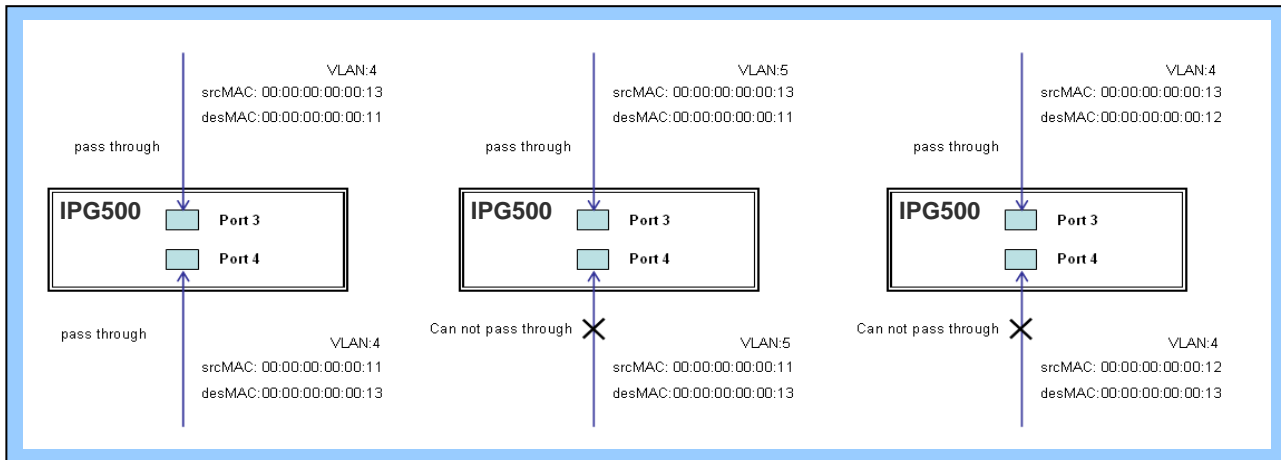 VLAN:4
srcMAC: 00:00:00:00:00:13
desMAC:00:00:00:00:00:11
pass through
IPG500
Port 3
Port 4
pass through
VLAN:4
srcMAC: 00:00:00:00:00:11
desMAC:00:00:00:00:00:13
VLAN:5
srcMAC: 00:00:00:00:00:13
desMAC:00:00:00:00:00:11
pass through
IPG500
Port 3
Port 4
Can not pass through
VLAN:5
srcMAC: 00:00:00:00:00:11
desMAC:00:00:00:00:00:13
VLAN:4
srcMAC: 00:00:00:00:00:13
desMAC:00:00:00:00:00:12
pass through
IPG500
Port 3
Port 4
Can not pass through
VLAN:4
srcMAC: 00:00:00:00:00:12
desMAC:00:00:00:00:00:13